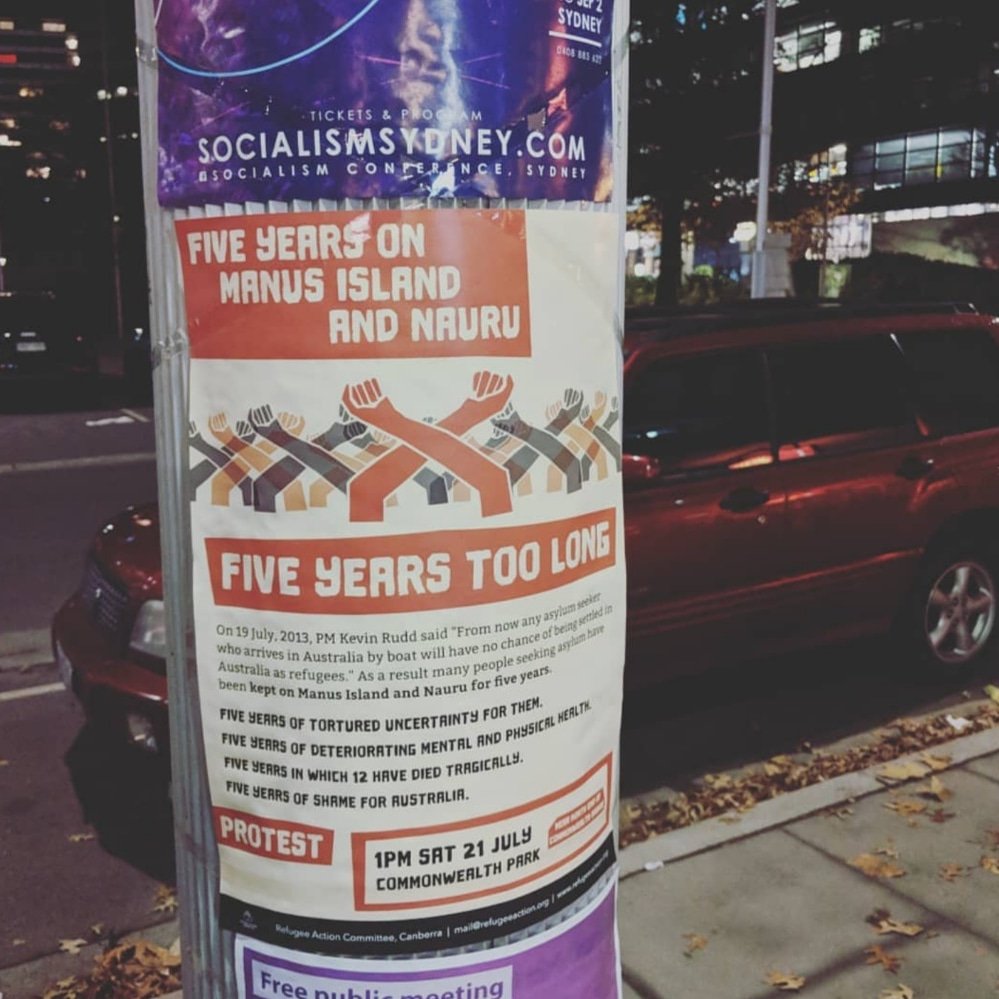 SEP 2
SYDNEY
TICKETS & PROGRAM
SOCIALISMSYDNEY.COM
SOCIALISM CONFERENCE, SYDNEY
FIVE YEARS ON
MANUS ISLAND
AND NAURU
FIVE YEARS TOO LONG
On 19 July, 2013, PM Kevin Rudd said "From now any asylum seeker
who arrives in Australia by boat will have no chance of being settled in
Australia as refugees." As a result many people seeking asylum have
been kept on Manus Island and Nauru for five years.
FIVE YEARS OF TORTURED UNCERTAINTY FOR THEM.
FIVE YEARS OF DETERIORATING MENTAL AND PHYSICAL HEALTH.
FIVE YEARS IN WHICH 12 HAVE DIED TRAGICALLY.
FIVE YEARS OF SHAME FOR AUSTRALIA.
PROTEST
1PM SAT 21 JULY
COMMONWEALTH PARK
Refugee Action Committee, Canberra | mail@refugeeaction.org |
Free public meeting